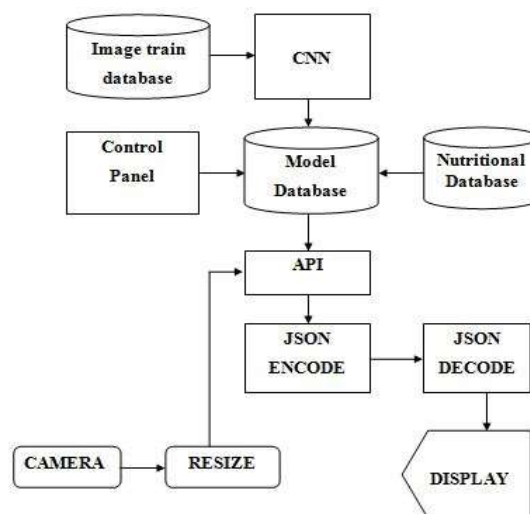 Image train
database
CNN
Control
Panel
Model
Database
Nutritional
Database
API
JSON
ENCODE
JSON
DECODE
CAMERA
RESIZE
DISPLAY